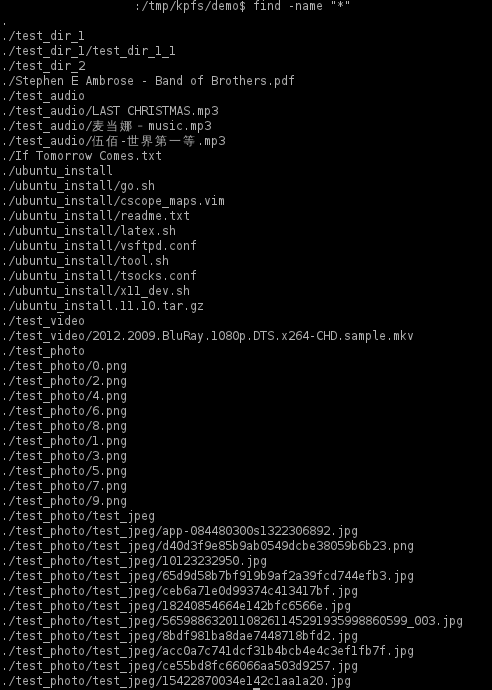 :/tmp/kpfs/demo$ find -name "*"
.
./test_dir_1
./test_dir_1/test_dir_1_1
./test_dir_2
./Stephen E Ambrose - Band of Brothers.pdf
./test_audio
./test_audio/LAST CHRISTMAS.mp3
./test_audio/麦当娜 - music.mp3
./test_audio/伍佰-世界第一等.mp3
./If Tomorrow Comes.txt
./ubuntu_install
./ubuntu_install/go.sh
./ubuntu_install/cscope_maps.vim
./ubuntu_install/readme.txt
./ubuntu_install/latex.sh
./ubuntu_install/vsftpd.conf
./ubuntu_install/tool.sh
./ubuntu_install/tsocks.conf
./ubuntu_install/x11_dev.sh
./ubuntu_install.11.10.tar.gz
./test_video
./test_video/2012.2009.BluRay.1080p.DTS.x264-CHD.sample.mkv
./test_photo
./test_photo/0.png
./test_photo/2.png
./test_photo/4.png
./test_photo/6.png
./test_photo/8.png
./test_photo/1.png
./test_photo/3.png
./test_photo/5.png
./test_photo/7.png
./test_photo/9.png
./test_photo/test_jpeg
./test_photo/test_jpeg/app-084480300s1322306892.jpg
./test_photo/test_jpeg/d40d3f9e85b9ab0549dcbe38059b6b23.png
./test_photo/test_jpeg/10123232950.jpg
./test_photo/test_jpeg/65d9d58b7bf919b9af2a39fcd744efb3.jpg
./test_photo/test_jpeg/ceb6a71e0d99374c413417bf.jpg
./test_photo/test_jpeg/18240854664e142bfc6566e.jpg
./test_photo/test_jpeg/5659886320110826114529193599886059​9_003.jpg
./test_photo/test_jpeg/8bdf981ba8dae7448718bfd2.jpg
./test_photo/test_jpeg/acc0a7c741dcf31b4bcb4e4c3ef1fb7f.jpg
./test_photo/test_jpeg/ce55bd8fc66066aa503d9257.jpg
./test_photo/test_jpeg/15422870034e142c1aa1a20.jpg